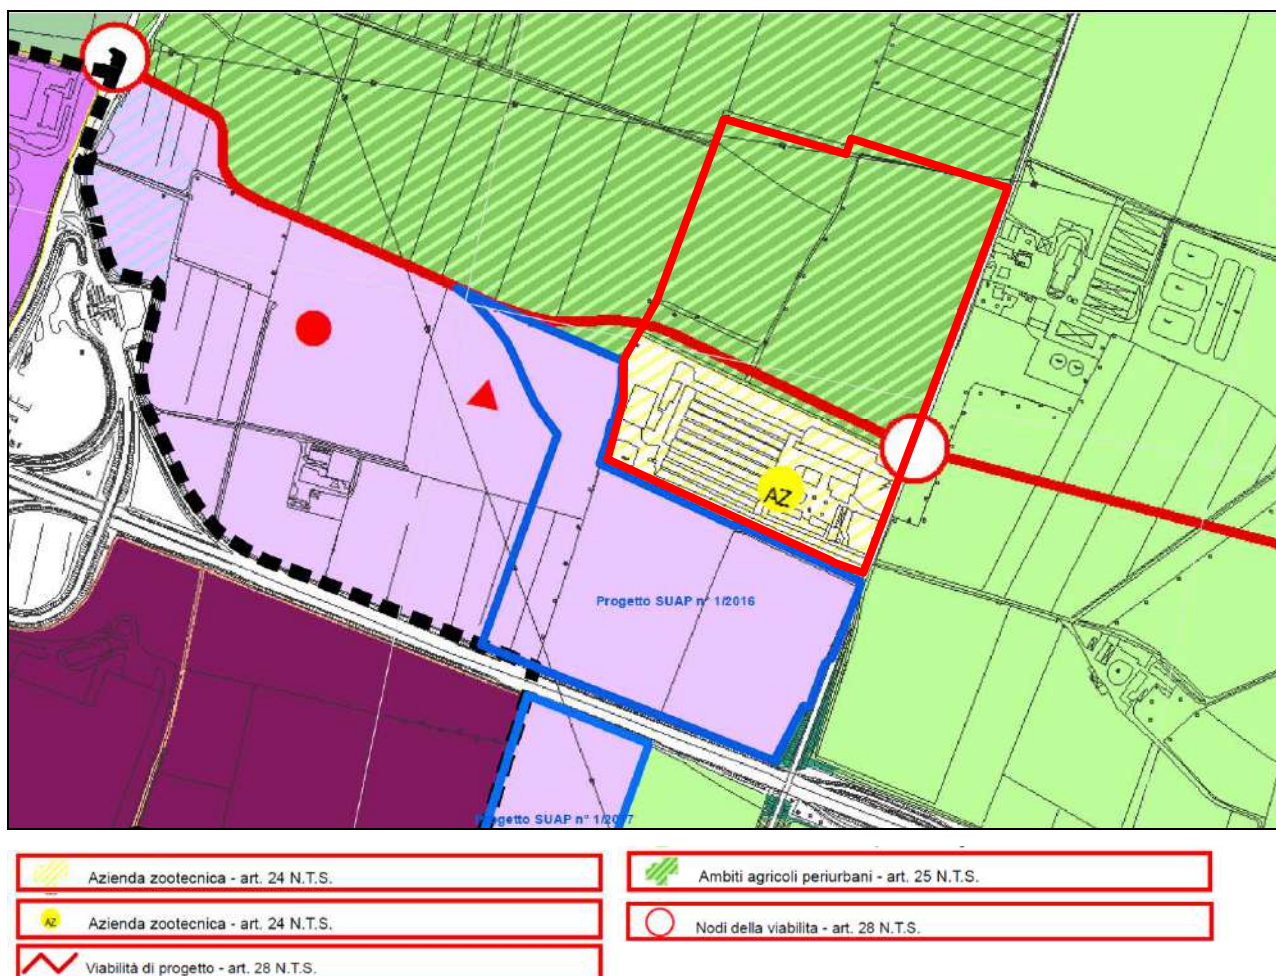 AZ
Progetto SUAP n° 1/2016
Progetto SUAP n° 1/2017
Azienda zootecnica - art. 24 N.T.S.
Ambiti agricoli periurbani - art. 25 N.T.S.
AZ
Azienda zootecnica - art. 24 N.T.S.
Nodi della viabilita - art. 28 N.T.S.
Viabilità di progetto - art. 28 N.T.S.